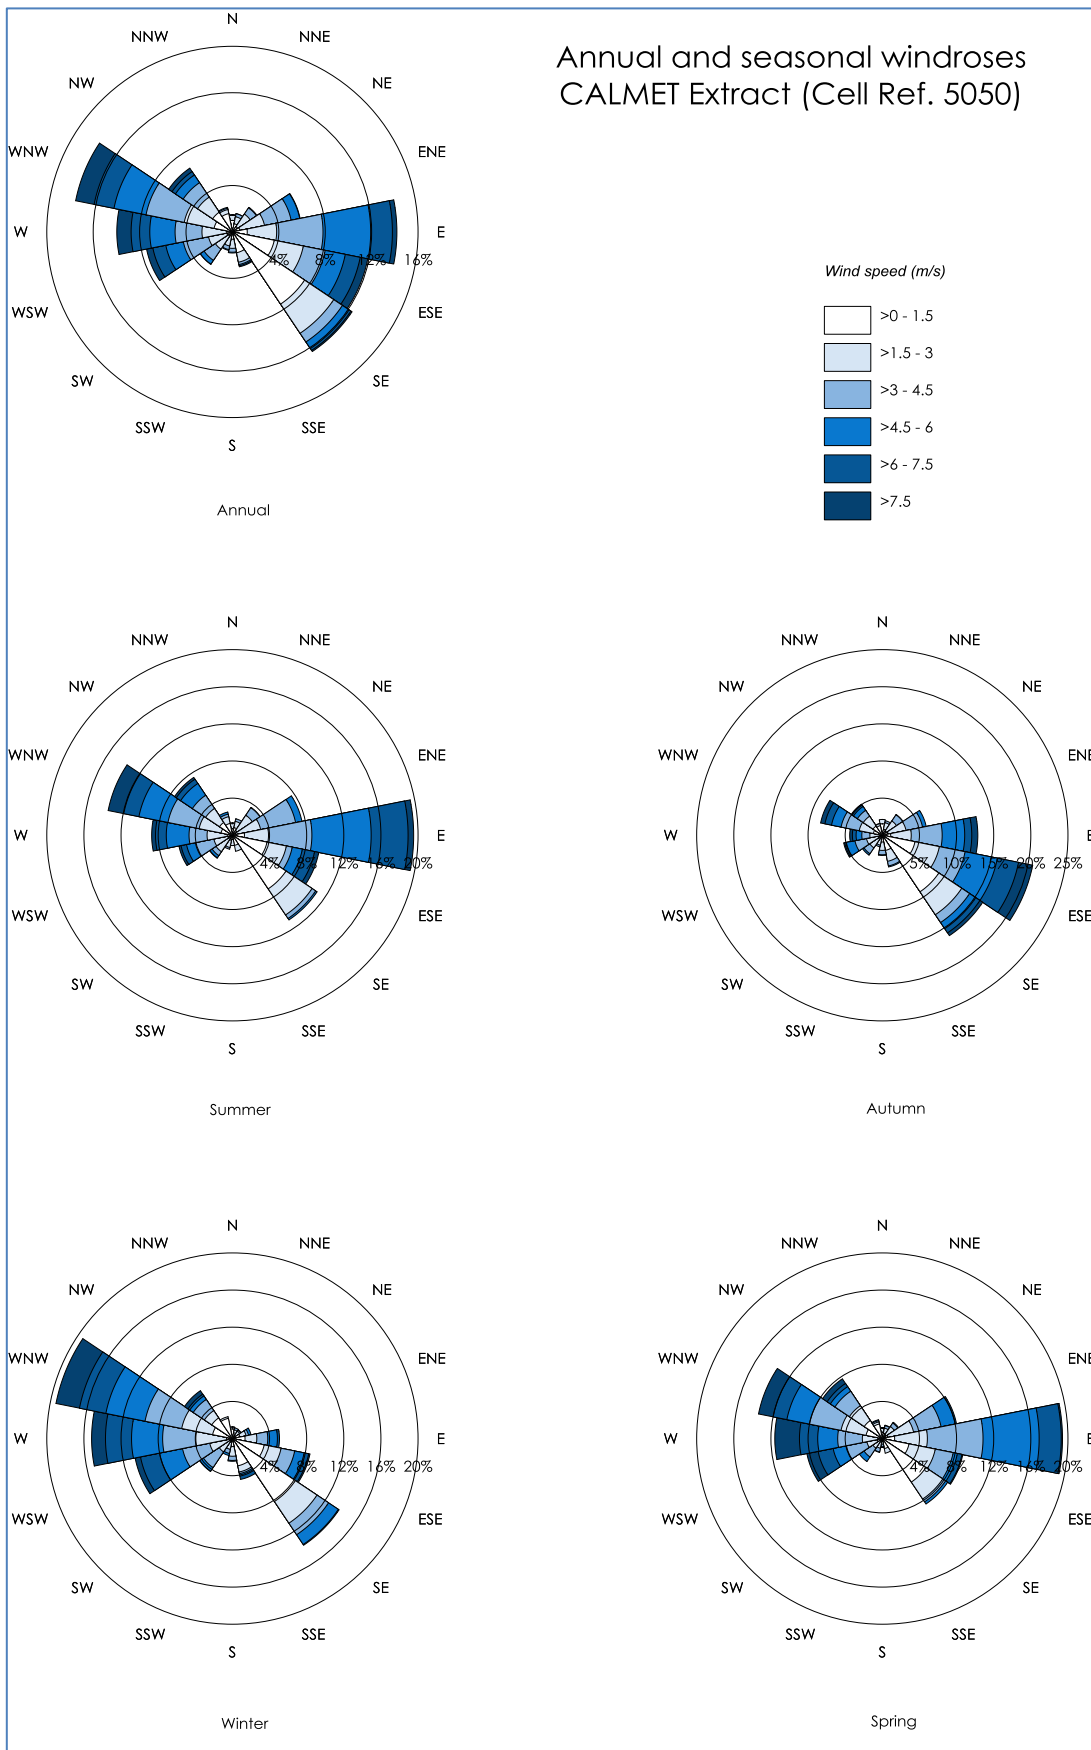 Annual and seasonal windroses
CALMET Extract (Cell Ref. 5050)
N
NNW NNE
NW NE
WNW ENE
W E
4% 8% 12% 16%
WSW ESE
SW SE
SSW SSE
S
Annual
Wind speed (m/s)
>0 - 1.5
>1.5 - 3
>3 - 4.5
>4.5 - 6
>6 - 7.5
>7.5
N
NNW NNE
NW NE
WNW ENE
W E
4% 8% 12% 16% 20%
WSW ESE
SW SE
SSW SSE
S
Summer
N
NNW NNE
NW NE
WNW ENE
W E
5% 10% 15% 20% 25%
WSW ESE
SW SE
SSW SSE
S
Autumn
N
NNW NNE
NW NE
WNW ENE
W E
4% 8% 12% 16% 20%
WSW ESE
SW SE
SSW SSE
S
Winter
N
NNW NNE
NW NE
WNW ENE
W E
4% 8% 12% 16% 20%
WSW ESE
SW SE
SSW SSE
S
Spring